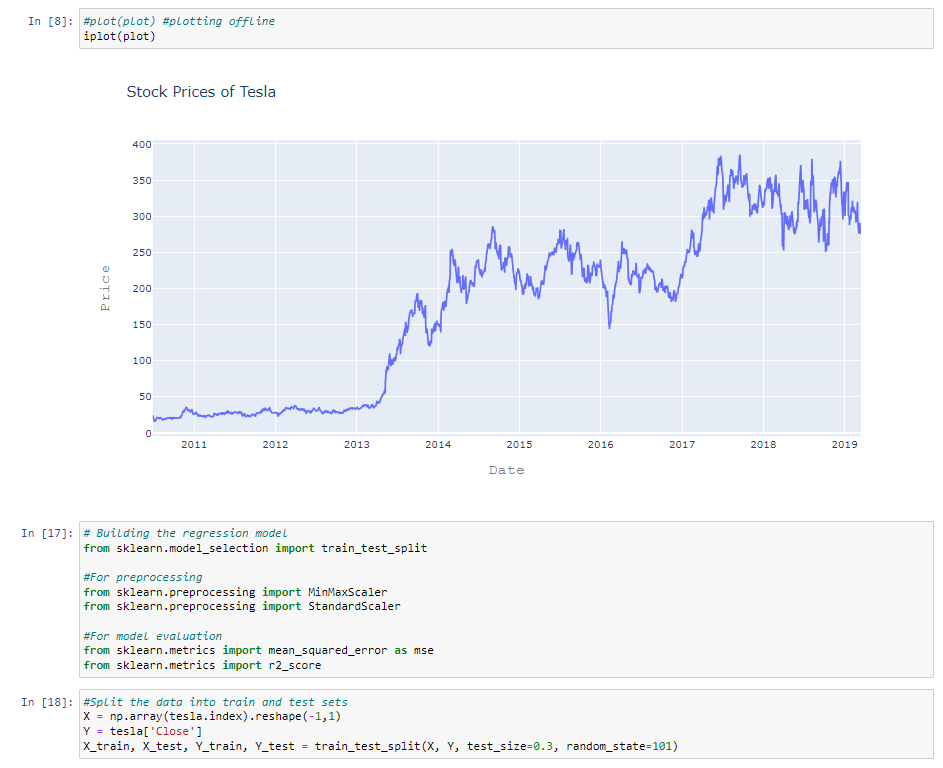 In [8]:
#plot(plot) #plotting offline
iplot(plot)
Stock Prices of Tesla
400
350
300
250
200
150
100
50
0
Price
2011 2012 2013 2014 2015 2016 2017 2018 2019
Date
In [17]:
# Building the regression model
from sklearn.model_selection import train_test_split
#For preprocessing
from sklearn.preprocessing import MinMaxScaler
from sklearn.preprocessing import StandardScaler
#For model evaluation
from sklearn.metrics import mean_squared_error as mse
from sklearn.metrics import r2_score
In [18]:
#Split the data into train and test sets
X = np.array(tesla.index).reshape(-1,1)
Y = tesla['Close']
X_train, X_test, Y_train, Y_test = train_test_split(X, Y, test_size=0.3, random_state=101)